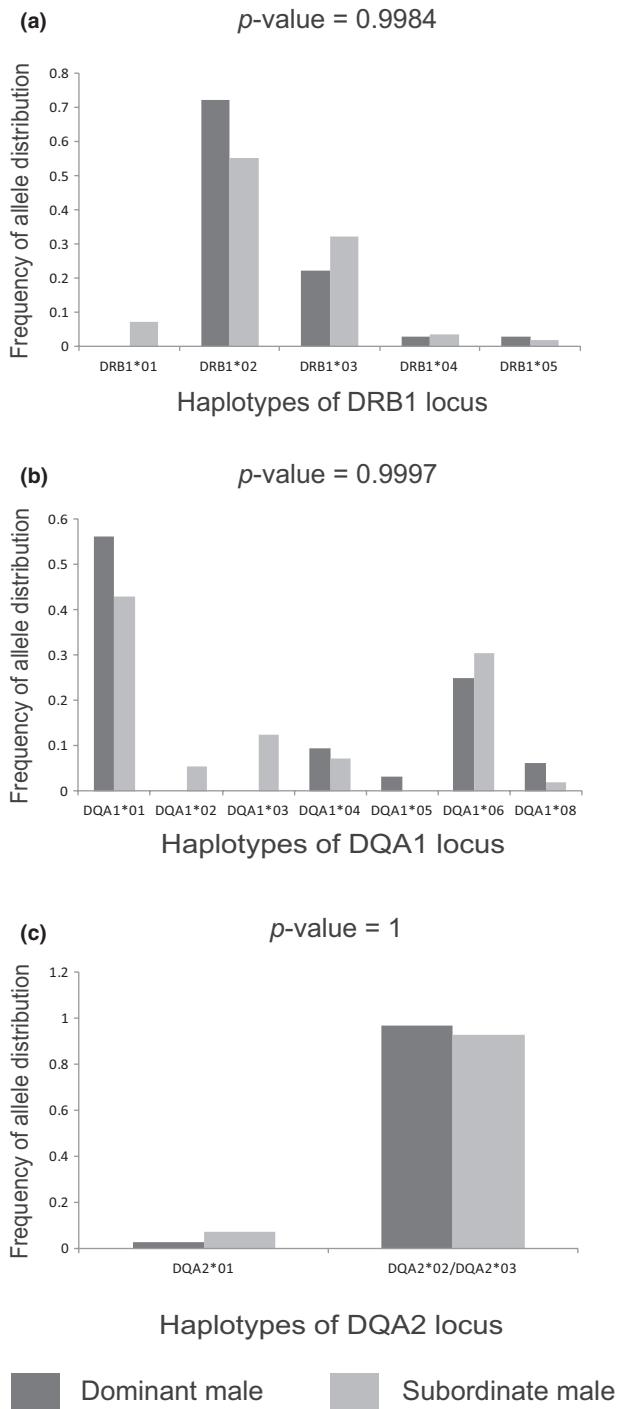 (a)
p-value = 0.9984
Frequency of allele distribution
0.8
0.7
0.6
0.5
0.4
0.3
0.2
0.1
0
DRB1*01 DRB1*02 DRB1*03 DRB1*04 DRB1*05
Haplotypes of DRB1 locus
(b)
p-value = 0.9997
Frequency of allele distribution
0.6
0.5
0.4
0.3
0.2
0.1
0
DQA1*01 DQA1*02 DQA1*03 DQA1*04 DQA1*05 DQA1*06 DQA1*08
Haplotypes of DQA1 locus
(c)
p-value = 1
Frequency of allele distribution
1.2
1
0.8
0.6
0.4
0.2
0
DQA2*01 DQA2*02/DQA2*03
Haplotypes of DQA2 locus
Dominant male Subordinate male